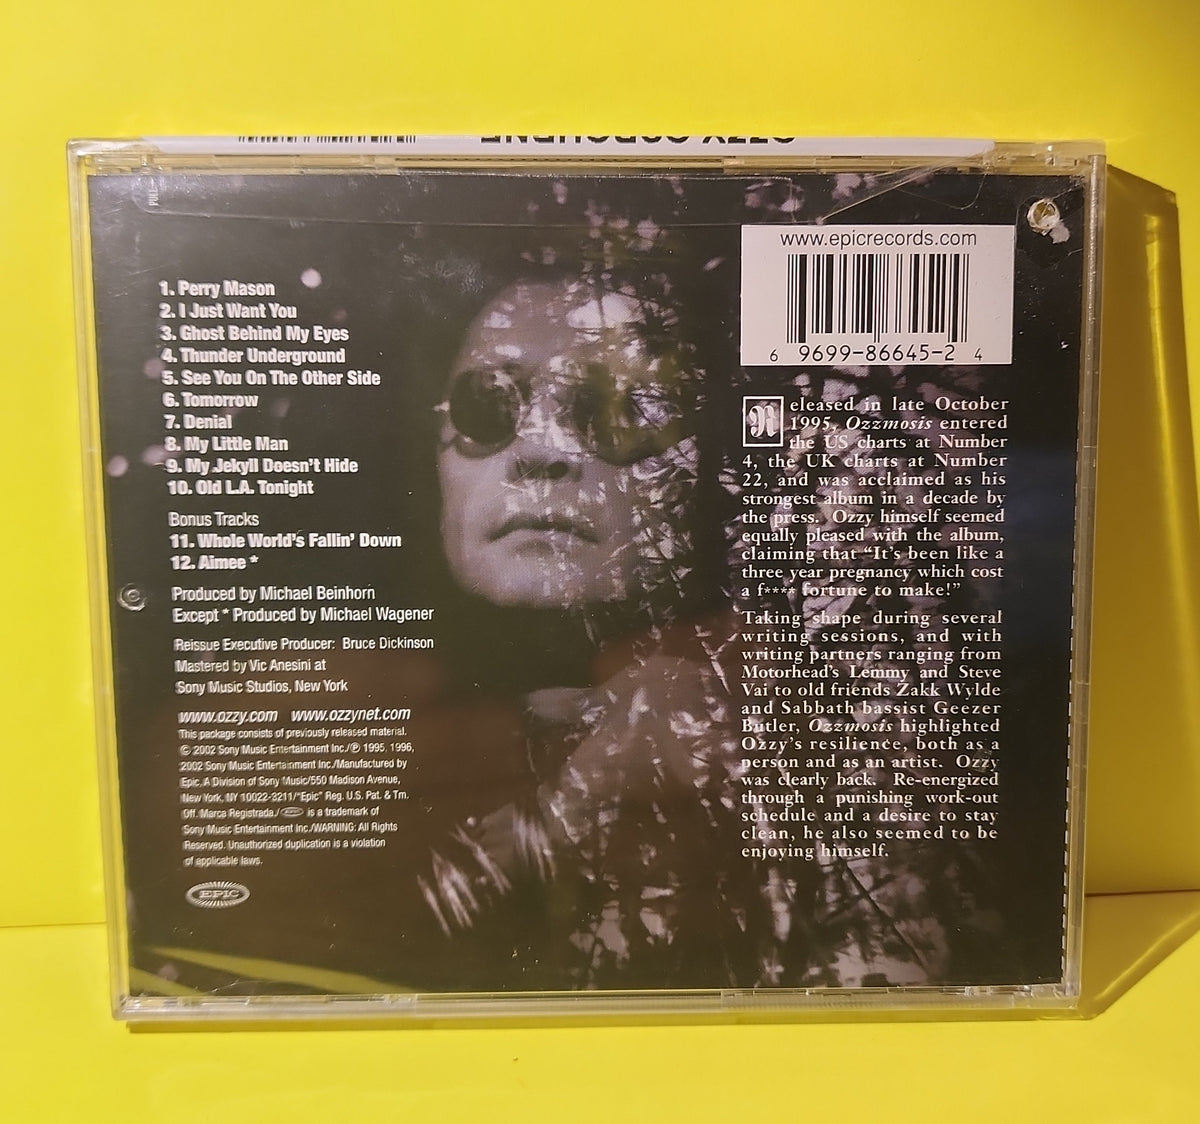 OZZY OSBOURNE
1. Perry Mason
2. I Just Want You
3. Ghost Behind My Eyes
4. Thunder Underground
5. See You On The Other Side
6. Tomorrow
7. Denial
8. My Little Man
9. My Jekyll Doesn't Hide
10. Old L.A. Tonight
Bonus Tracks
11. Whole World's Fallin' Down
12. Aimee *
Produced by Michael Beinhorn
Except * Produced by Michael Wagener
Reissue Executive Producer: Bruce Dickinson
Mastered by Vic Anesini at
Sony Music Studios, New York
www.ozzy.com www.ozzynet.com
This package consists of previously released material.
© 2002 Sony Music Entertainment Inc./℗ 1995, 1996,
2002 Sony Music Entertainment Inc./Manufactured by
Epic, A Division of Sony Music/550 Madison Avenue,
New York, NY 10022-3211/"Epic" Reg. U.S. Pat. & Tm.
Off. Marca Registrada./ is a trademark of
Sony Music Entertainment Inc./WARNING: All Rights
Reserved. Unauthorized duplication is a violation
of applicable laws.
EPIC
www.epicrecords.com
6 9699-86645-2 4
Released in late October
1995, Ozzmosis entered
the US charts at Number
4, the UK charts at Number
22, and was acclaimed as his
strongest album in a decade by
the press. Ozzy himself seemed
equally pleased with the album,
claiming that “It's been like a
three year pregnancy which cost
a f**** fortune to make!”
Taking shape during several
writing sessions, and with
writing partners ranging from
Motorhead's Lemmy and Steve
Vai to old friends Zakk Wylde
and Sabbath bassist Geezer
Butler, Ozzmosis highlighted
Ozzy's resilience, both as a
person and as an artist. Ozzy
was clearly back. Re-energized
through a punishing work-out
schedule and a desire to stay
clean, he also seemed to be
enjoying himself.